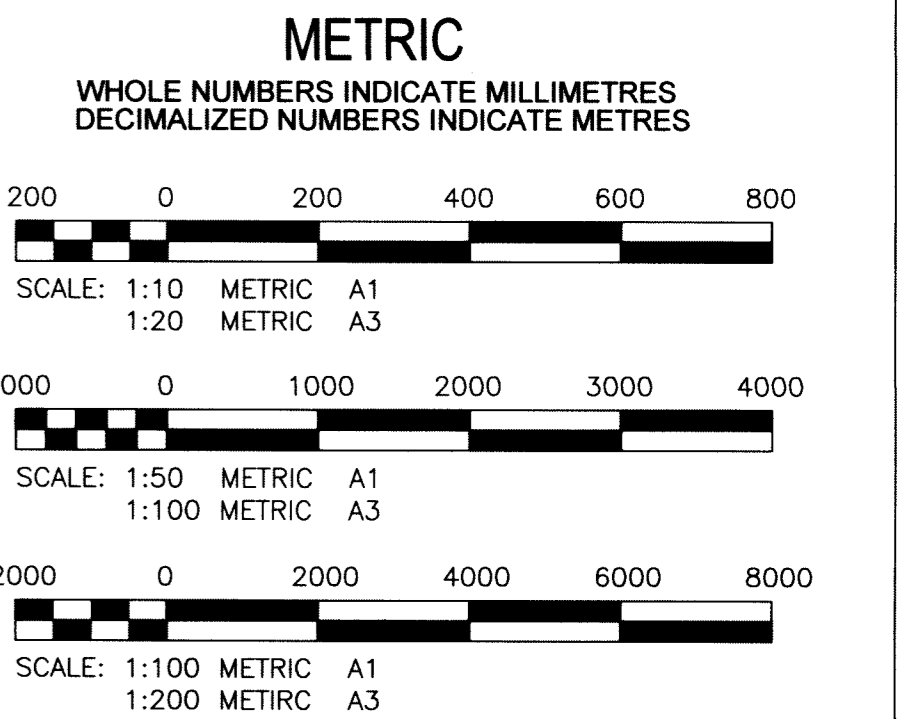 METRIC
WHOLE NUMBERS INDICATE MILLIMETRES
DECIMALIZED NUMBERS INDICATE METRES
200 0 200 400 600 800
SCALE: 1:10 METRIC A1
1:20 METRIC A3
000 0 1000 2000 3000 4000
SCALE: 1:50 METRIC A1
1:100 METRIC A3
2000 0 2000 4000 6000 8000
SCALE: 1:100 METRIC A1
1:200 METIRC A3